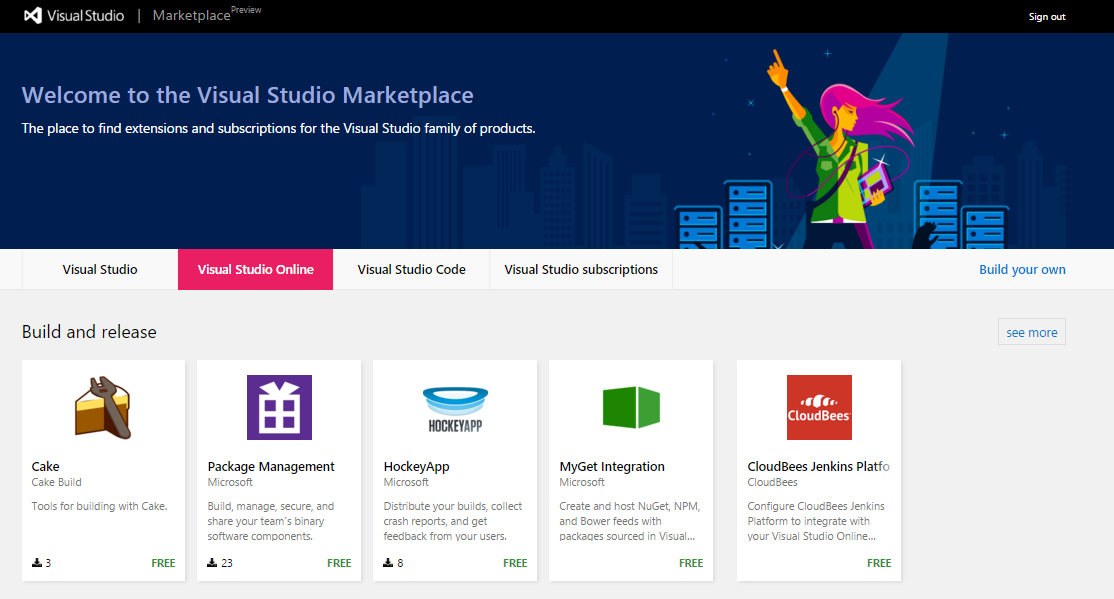 Visual Studio | Marketplace Preview
Sign out
Welcome to the Visual Studio Marketplace
The place to find extensions and subscriptions for the Visual Studio family of products.
Visual Studio
Visual Studio Online
Visual Studio Code
Visual Studio subscriptions
Build your own
Build and release
see more
Cake
Cake Build
Tools for building with Cake.
3
FREE
Package Management
Microsoft
Build, manage, secure, and
share your team's binary
software components.
23
FREE
HOCKEYAPP
HockeyApp
Microsoft
Distribute your builds, collect
crash reports, and get
feedback from your users.
8
FREE
MyGet Integration
Microsoft
Create and host NuGet, NPM,
and Bower feeds with
packages sourced in Visual...
FREE
CloudBees
CloudBees Jenkins Platfo
CloudBees
Configure CloudBees Jenkins
Platform to integrate with
your Visual Studio Online...
FREE